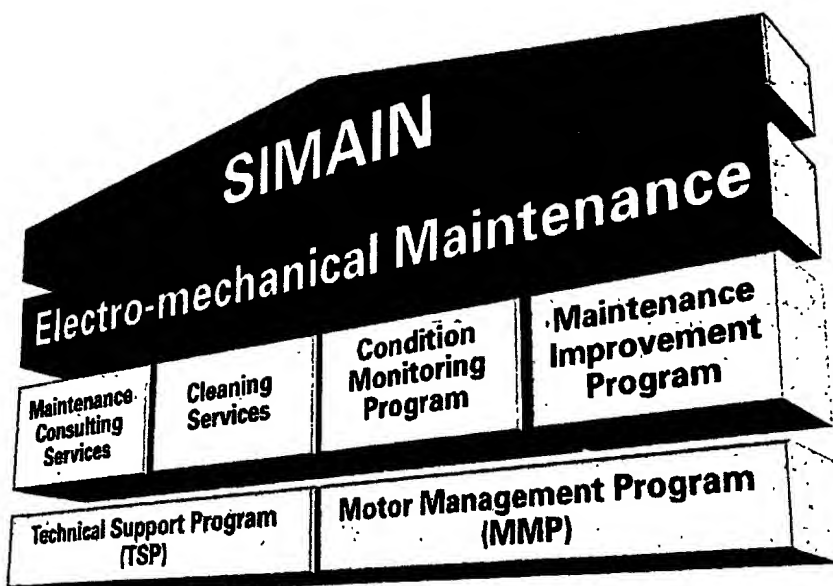 SIMAIN
Electro-mechanical Maintenance
Maintenance
Consulting
Services
Cleaning
Services
Condition
Monitoring
Program
Maintenance
Improvement
Program
Technical Support Program
(TSP)
Motor Management Program
(MMP)